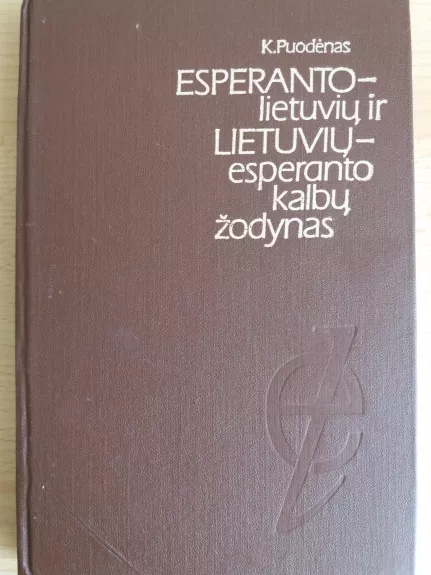 K.Puodėnas
ESPERANTO–
lietuvių ir
LIETUVIŲ–
esperanto
kalbų
žodynas